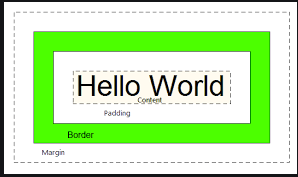 Hello World
Content
Padding
Border
Margin